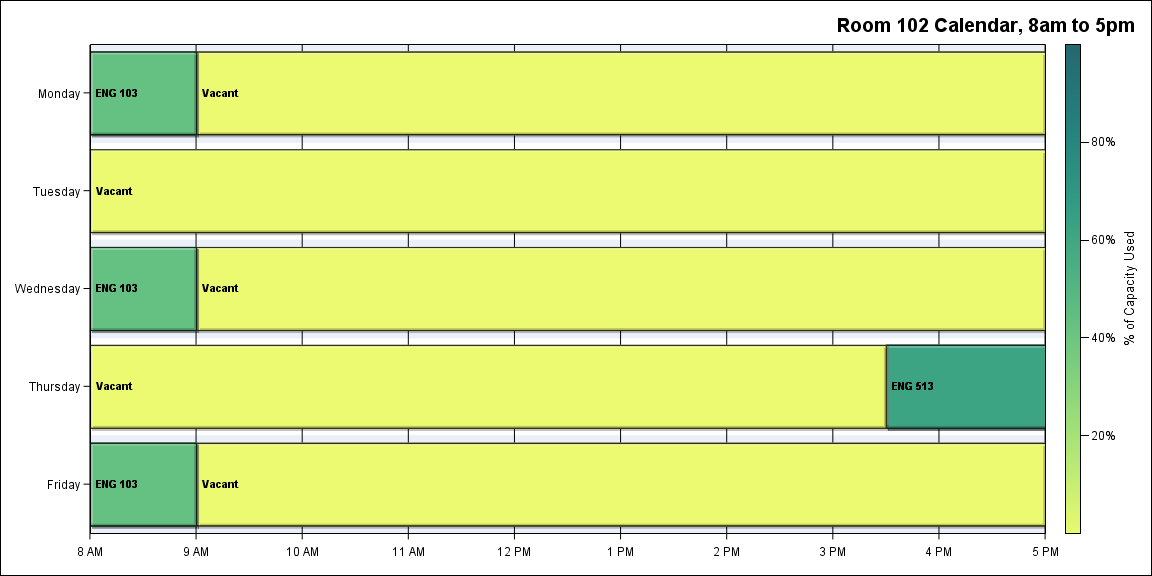 Room 102 Calendar, 8am to 5pm
Monday
ENG 103
Vacant
Tuesday
Vacant
Wednesday
ENG 103
Vacant
Thursday
Vacant
ENG 513
Friday
ENG 103
Vacant
8 AM
9 AM
10 AM
11 AM
12 PM
1 PM
2 PM
3 PM
4 PM
5 PM
80%
60%
40%
20%
% of Capacity Used